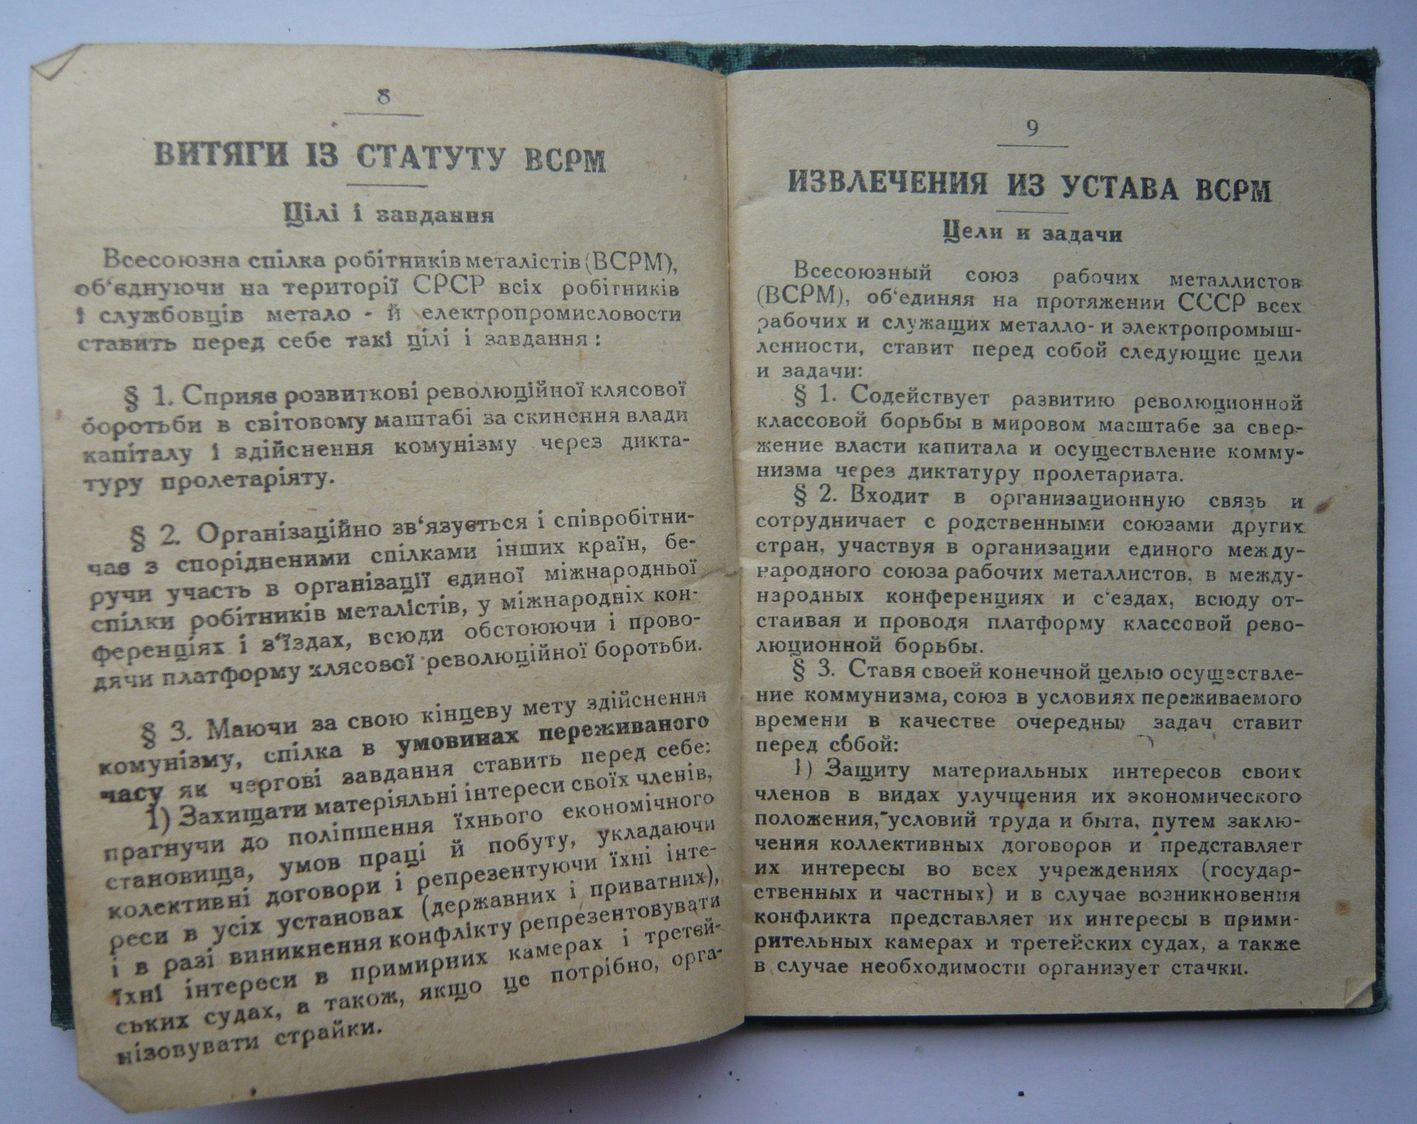 8
ВИТЯГИ ІЗ СТАТУТУ ВСРМ
Цілі і завдання
Всесоюзна спілка робітників металістів (ВСРМ),
об‘єднуючи на території СРСР всіх робітників
і службовців метало - й електропромисловости
ставить перед себе такі цілі і завдання :
§ 1. Сприяє розвиткові революційної клясової
боротьби в світовому маштабі за скинення влади
капіталу і здійснення комунізму через дикта-
туру пролетаріяту.
§ 2. Організаційно зв‘язується і співробітни-
чає з спорідненими спілками інших країн, бе-
ручи участь в організації єдиної міжнародньої
спілки робітників металістів, у міжнародніх кон-
ференціях і з‘їздах, всюди обстоюючи і прово-
дячи платформу клясової революційної боротьби.
§ 3. Маючи за свою кінцеву мету здійснення
комунізму, спілка в умовинах переживаного
часу як чергові завдання ставить перед себе:
1) Захищати матеріяльні інтереси своїх членів,
прагнучи до поліпшення їхнього економічного
становища, умов праці й побуту, укладаючи
колективні договори і репрезентуючи їхні інте-
реси в усіх установах (державних і приватних),
і в разі виникнення конфлікту репрезентовувати
їхні інтереси в примирних камерах і третей-
ських судах, а також, якщо це потрібно, орга-
нізовувати страйки.
9
ИЗВЛЕЧЕНИЯ ИЗ УСТАВА ВСРМ
Цели и задачи
Всесоюзный союз рабочих металлистов
(ВСРМ), об‘единяя на протяжении СССР всех
рабочих и служащих металло- и электропромыш-
ленности, ставит перед собой следующие цели
и задачи:
§ 1. Содействует развитию революционной
классовой борьбы в мировом масштабе за свер-
жение власти капитала и осуществление комму-
низма через диктатуру пролетариата.
§ 2. Входит в организационную связь и
сотрудничает с родственными союзами других
стран, участвуя в организации единого между-
народного союза рабочих металлистов, в между-
народных конференциях и с‘ездах, всюду от-
стаивая и проводя платформу классовой рево-
люционной борьбы.
§ 3. Ставя своей конечной целью осуществле-
ние коммунизма, союз в условиях переживаемого
времени в качестве очередных задач ставит
перед собой:
1) Защиту материальных интересов своих
членов в видах улучшения их экономического
положения, условий труда и быта, путем заклю-
чения коллективных договоров и представляет
их интересы во всех учреждениях (государ-
ственных и частных) и в случае возникновения
конфликта представляет их интересы в прими-
рительных камерах и третейских судах, а также
в случае необходимости организует стачки.